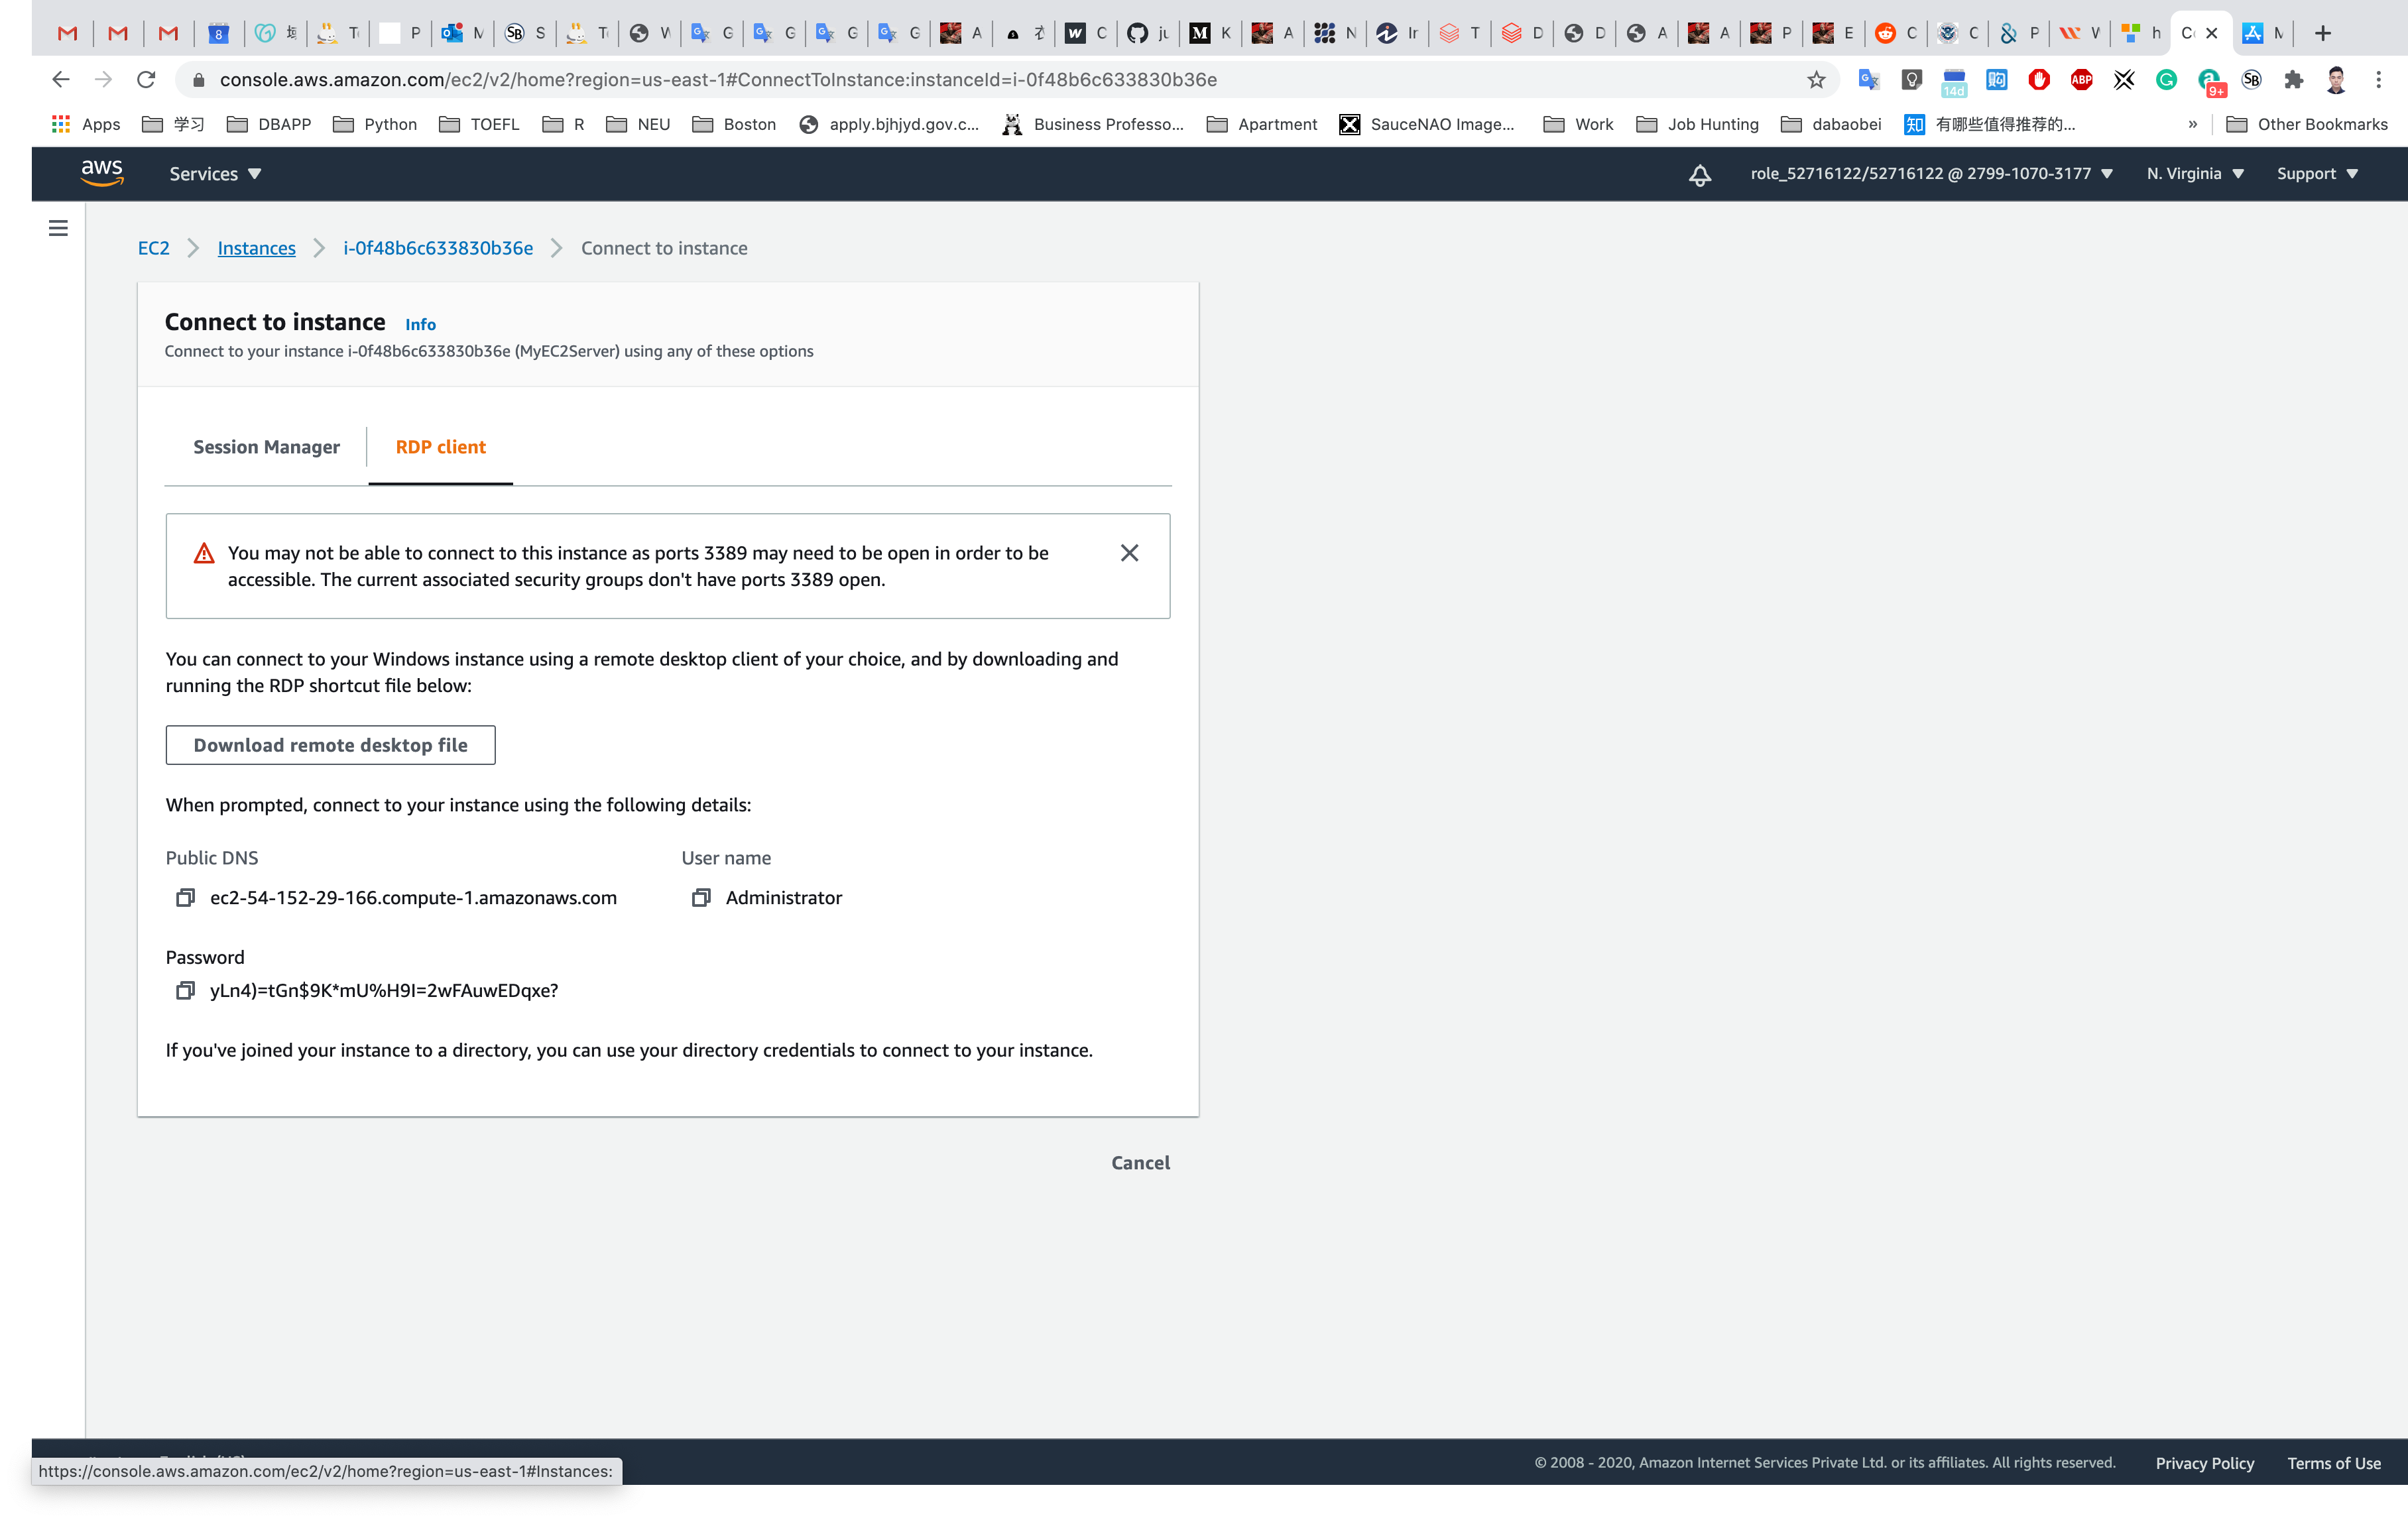 console.aws.amazon.com/ec2/v2/home?region=us-east-1#ConnectToInstance:instanceId=i-0f48b6c633830b36e
14d
ABP
9+
Apps 学习 DBAPP Python TOEFL R NEU Boston apply.bjhjyd.gov.c... Business Professo... Apartment SauceNAO Image... Work Job Hunting dabaobei 有哪些值得推荐的... » Other Bookmarks
aws Services role_52716122/52716122 @ 2799-1070-3177 N. Virginia Support
EC2 Instances i-0f48b6c633830b36e Connect to instance
Connect to instance Info
Connect to your instance i-0f48b6c633830b36e (MyEC2Server) using any of these options
Session Manager RDP client
You may not be able to connect to this instance as ports 3389 may need to be open in order to be
accessible. The current associated security groups don't have ports 3389 open.
You can connect to your Windows instance using a remote desktop client of your choice, and by downloading and
running the RDP shortcut file below:
Download remote desktop file
When prompted, connect to your instance using the following details:
Public DNS User name
ec2-54-152-29-166.compute-1.amazonaws.com Administrator
Password
yLn4)=tGn$9K*mU%H9I=2wFAuwEDqxe?
If you've joined your instance to a directory, you can use your directory credentials to connect to your instance.
Cancel
https://console.aws.amazon.com/ec2/v2/home?region=us-east-1#Instances:
© 2008 - 2020, Amazon Internet Services Private Ltd. or its affiliates. All rights reserved. Privacy Policy Terms of Use